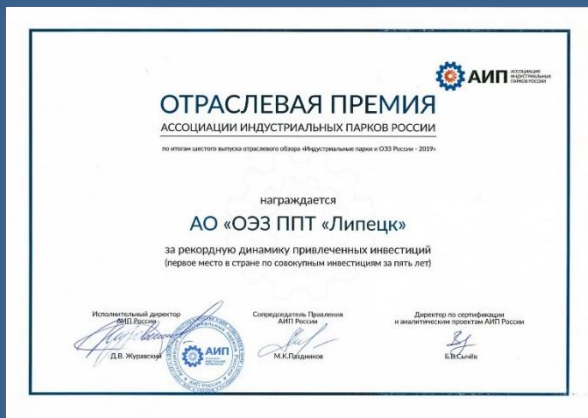 АИП
АССОЦИАЦИЯ
ИНДУСТРИАЛЬНЫХ
ПАРКОВ РОССИИ
ОТРАСЛЕВАЯ ПРЕМИЯ
АССОЦИАЦИИ ИНДУСТРИАЛЬНЫХ ПАРКОВ РОССИИ
по итогам шестого выпуска отраслевого обзора «Индустриальные парки и ОЭЗ России - 2019»
награждается
АО «ОЭЗ ППТ «Липецк»
за рекордную динамику привлеченных инвестиций
(первое место в стране по совокупным инвестициям за пять лет)
Исполнительный директор
АИП России
Д.В. Журавский
Сопредседатель Правления
АИП России
М.К.Паздников
Директор по сертификации
и аналитическим проектам АИП России
Б.В.Сычёв
АИП